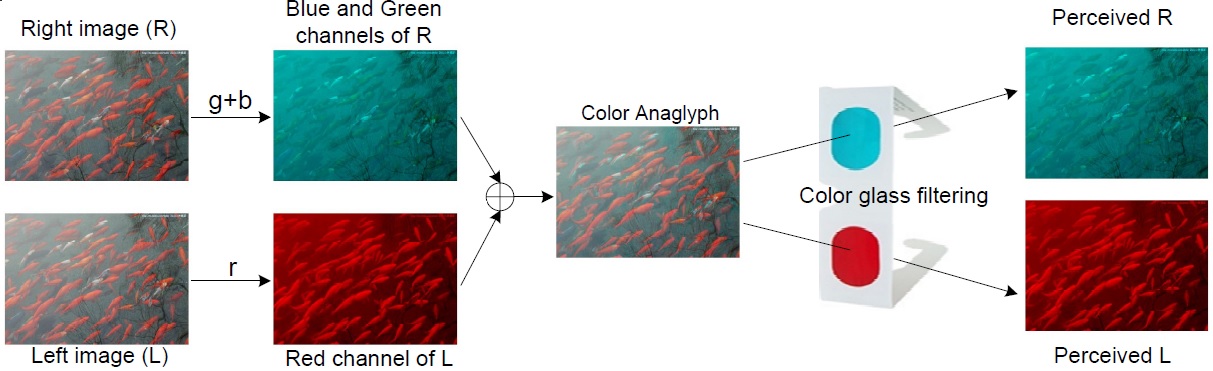 Right image (R)
Blue and Green
channels of R
Perceived R
g+b
Color Anaglyph
Color glass filtering
r
Left image (L)
Red channel of L
Perceived L